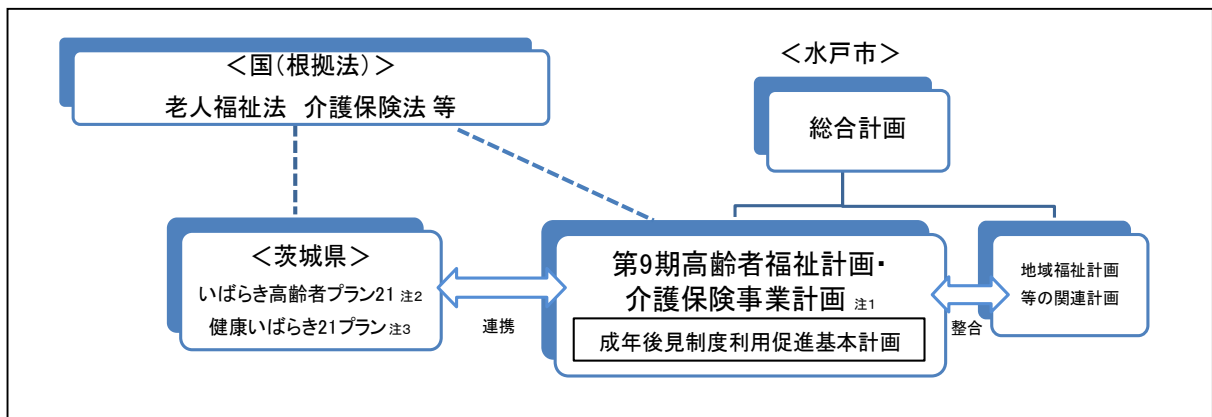 ＜国（根拠法）＞
老人福祉法　介護保険法 等
＜水戸市＞
総合計画
＜茨城県＞
いばらき高齢者プラン21 注2
健康いばらき21プラン 注3
連携
第9期高齢者福祉計画・
介護保険事業計画 注1
成年後見制度利用促進基本計画
整合
地域福祉計画
等の関連計画